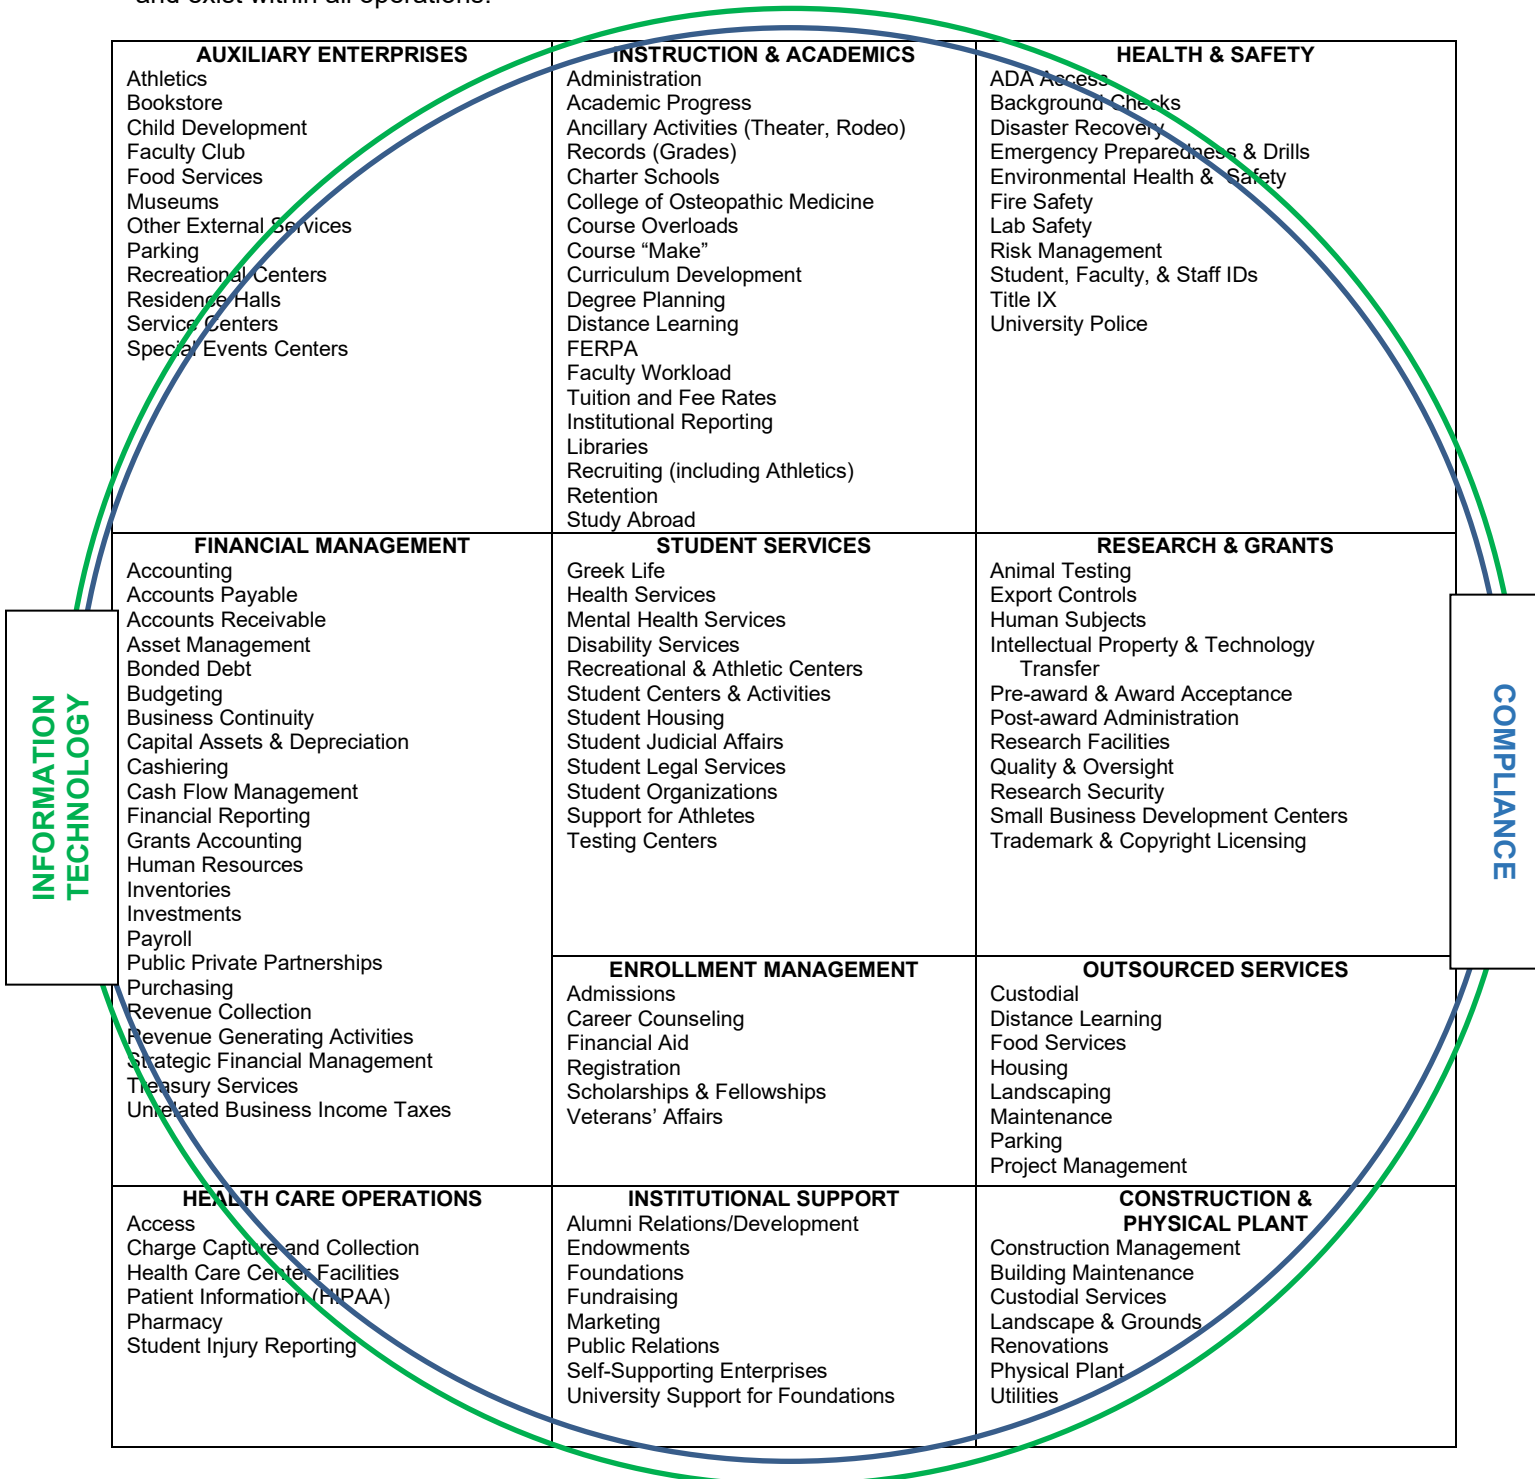 and exist within all operations.
AUXILIARY ENTERPRISES
Athletics
Bookstore
Child Development
Faculty Club
Food Services
Museums
Other External Services
Parking
Recreational Centers
Residence Halls
Service Centers
Special Events Centers
INSTRUCTION & ACADEMICS
Administration
Academic Progress
Ancillary Activities (Theater, Rodeo)
Records (Grades)
Charter Schools
College of Osteopathic Medicine
Course Overloads
Course “Make”
Curriculum Development
Degree Planning
Distance Learning
FERPA
Faculty Workload
Tuition and Fee Rates
Institutional Reporting
Libraries
Recruiting (including Athletics)
Retention
Study Abroad
HEALTH & SAFETY
ADA Access
Background Checks
Disaster Recovery
Emergency Preparedness & Drills
Environmental Health & Safety
Fire Safety
Lab Safety
Risk Management
Student, Faculty, & Staff IDs
Title IX
University Police
INFORMATION
TECHNOLOGY
FINANCIAL MANAGEMENT
Accounting
Accounts Payable
Accounts Receivable
Asset Management
Bonded Debt
Budgeting
Business Continuity
Capital Assets & Depreciation
Cashiering
Cash Flow Management
Financial Reporting
Grants Accounting
Human Resources
Inventories
Investments
Payroll
Public Private Partnerships
Purchasing
Revenue Collection
Revenue Generating Activities
Strategic Financial Management
Treasury Services
Unrelated Business Income Taxes
STUDENT SERVICES
Greek Life
Health Services
Mental Health Services
Disability Services
Recreational & Athletic Centers
Student Centers & Activities
Student Housing
Student Judicial Affairs
Student Legal Services
Student Organizations
Support for Athletes
Testing Centers
RESEARCH & GRANTS
Animal Testing
Export Controls
Human Subjects
Intellectual Property & Technology
Transfer
Pre-award & Award Acceptance
Post-award Administration
Research Facilities
Quality & Oversight
Research Security
Small Business Development Centers
Trademark & Copyright Licensing
COMPLIANCE
ENROLLMENT MANAGEMENT
Admissions
Career Counseling
Financial Aid
Registration
Scholarships & Fellowships
Veterans’ Affairs
OUTSOURCED SERVICES
Custodial
Distance Learning
Food Services
Housing
Landscaping
Maintenance
Parking
Project Management
HEALTH CARE OPERATIONS
Access
Charge Capture and Collection
Health Care Center Facilities
Patient Information (HIPAA)
Pharmacy
Student Injury Reporting
INSTITUTIONAL SUPPORT
Alumni Relations/Development
Endowments
Foundations
Fundraising
Marketing
Public Relations
Self-Supporting Enterprises
University Support for Foundations
CONSTRUCTION &
PHYSICAL PLANT
Construction Management
Building Maintenance
Custodial Services
Landscape & Grounds
Renovations
Physical Plant
Utilities